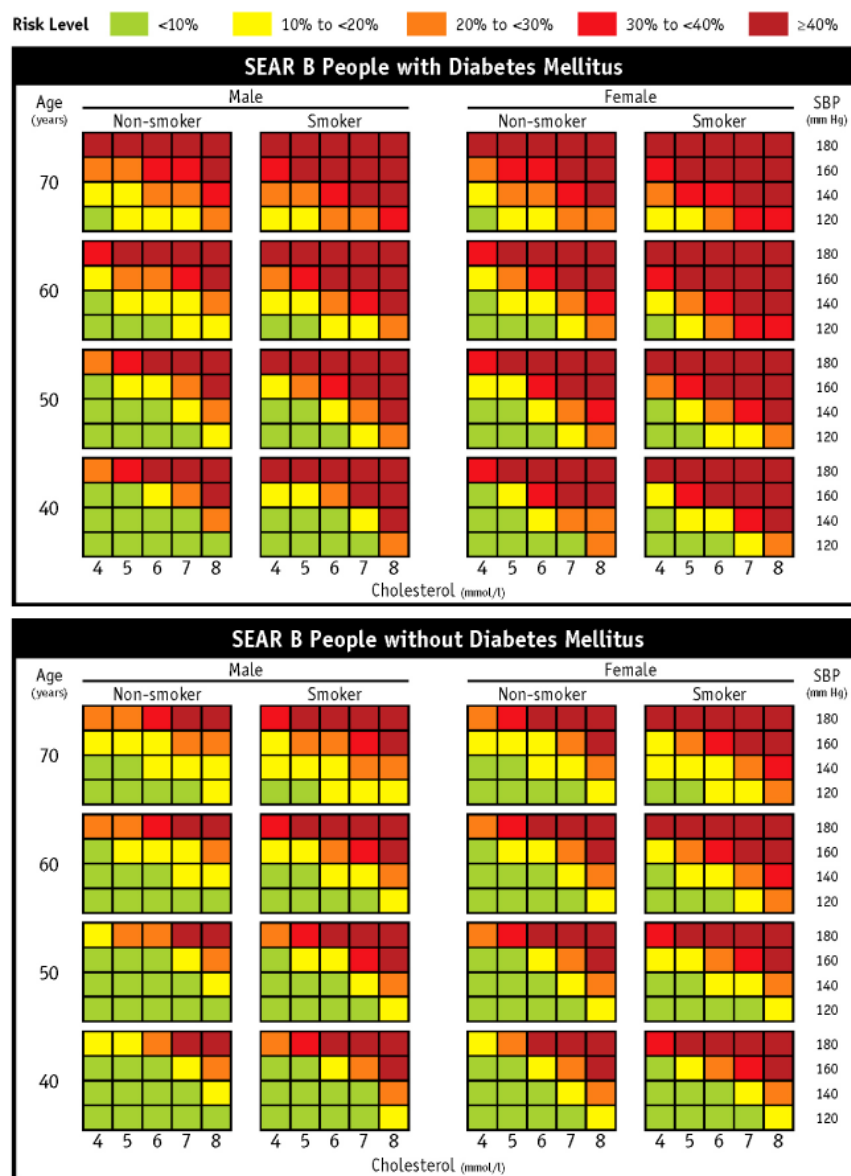 Risk Level <10% 10% to <20% 20% to <30% 30% to <40% ≥40%
SEAR B People with Diabetes Mellitus
Age (years) Male Female SBP (mm Hg)
Non-smoker Smoker Non-smoker Smoker
180
70 160
140
120
180
60 160
140
120
180
50 160
140
120
180
40 160
140
120
4 5 6 7 8 4 5 6 7 8 4 5 6 7 8 4 5 6 7 8
Cholesterol (mmol/l)
SEAR B People without Diabetes Mellitus
Age (years) Male Female SBP (mm Hg)
Non-smoker Smoker Non-smoker Smoker
180
70 160
140
120
180
60 160
140
120
180
50 160
140
120
180
40 160
140
120
4 5 6 7 8 4 5 6 7 8 4 5 6 7 8 4 5 6 7 8
Cholesterol (mmol/l)